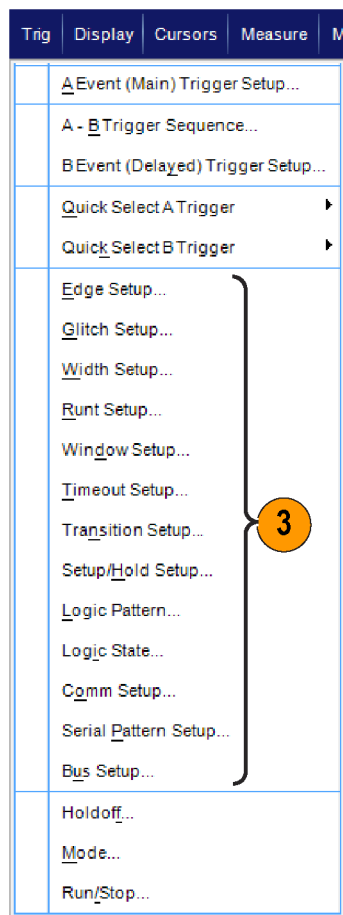 Trig Display Cursors Measure M
A Event (Main) Trigger Setup...
A - B Trigger Sequence...
B Event (Delayed) Trigger Setup...
Quick Select A Trigger
Quick Select B Trigger
Edge Setup...
Glitch Setup...
Width Setup...
Runt Setup...
Window Setup...
Timeout Setup...
Transition Setup...
3
Setup/Hold Setup...
Logic Pattern...
Logic State...
Comm Setup...
Serial Pattern Setup...
Bus Setup...
Holdoff...
Mode...
Run/Stop...